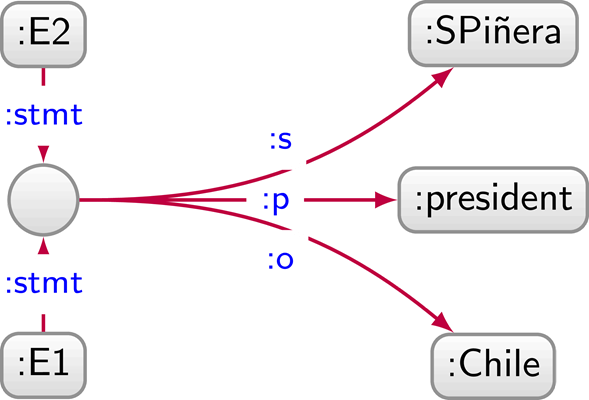 :E2
:SPiñera
:stmt
:s
:p
:president
:o
:stmt
:E1
:Chile